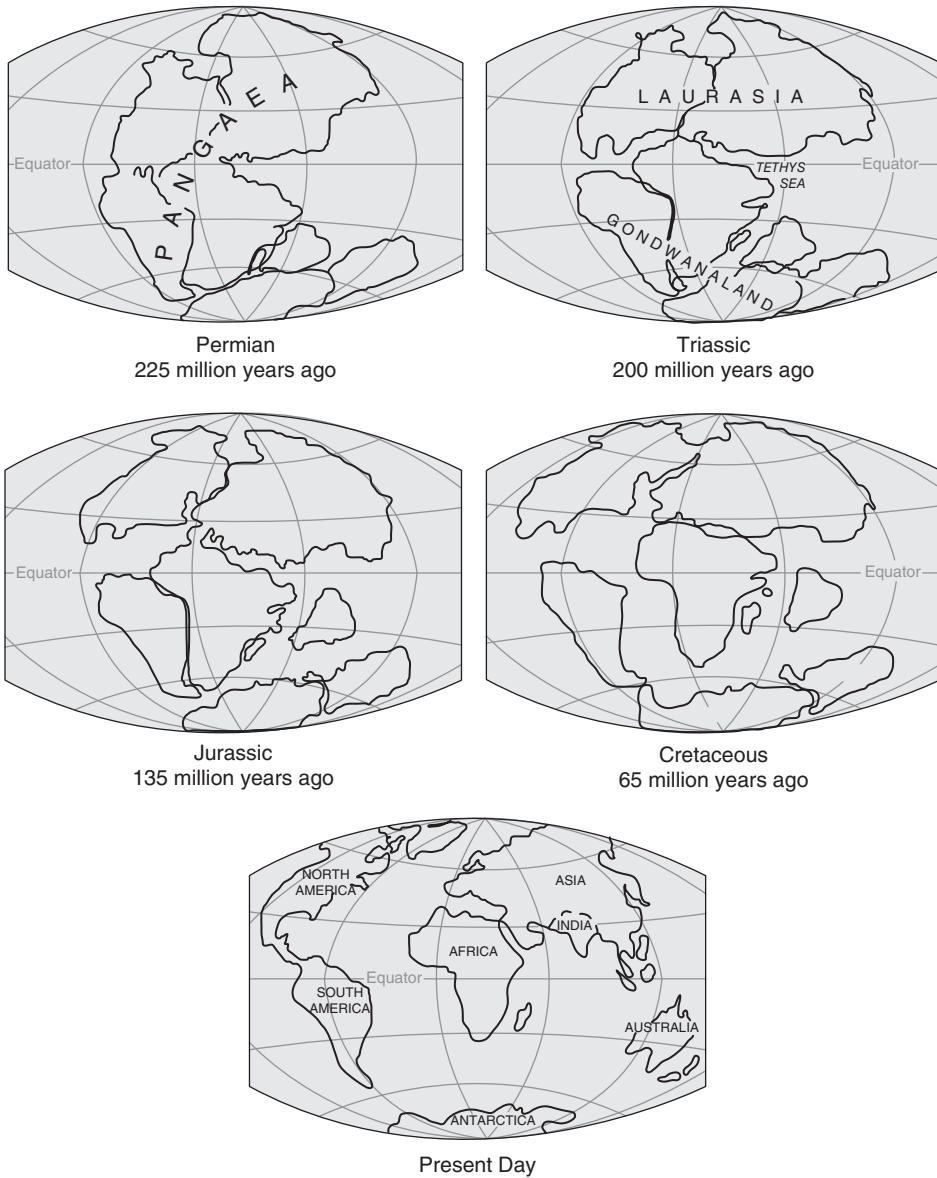 PANGAEA
Equator
Permian
225 million years ago
LAURASIA
TETHYS
SEA
Equator
GONDWANALAND
Triassic
200 million years ago
Equator
Jurassic
135 million years ago
Equator
Cretaceous
65 million years ago
NORTH
AMERICA
ASIA
INDIA
AFRICA
Equator
SOUTH
AMERICA
AUSTRALIA
ANTARCTICA
Present Day